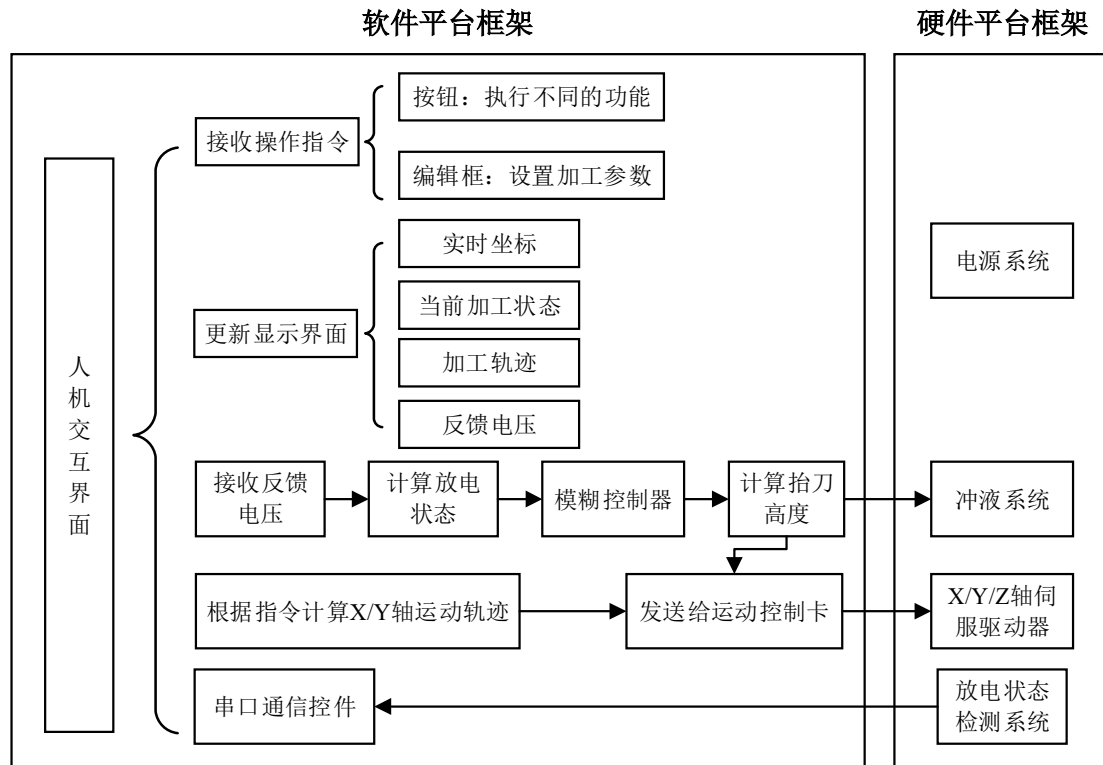 软件平台框架
硬件平台框架
人机交互界面
接收操作指令
按钮：执行不同的功能
编辑框：设置加工参数
更新显示界面
实时坐标
当前加工状态
加工轨迹
反馈电压
接收反馈
电压
计算放电
状态
模糊控制器
计算抬刀
高度
根据指令计算X/Y轴运动轨迹
发送给运动控制卡
串口通信控件
电源系统
冲液系统
X/Y/Z轴伺
服驱动器
放电状态
检测系统